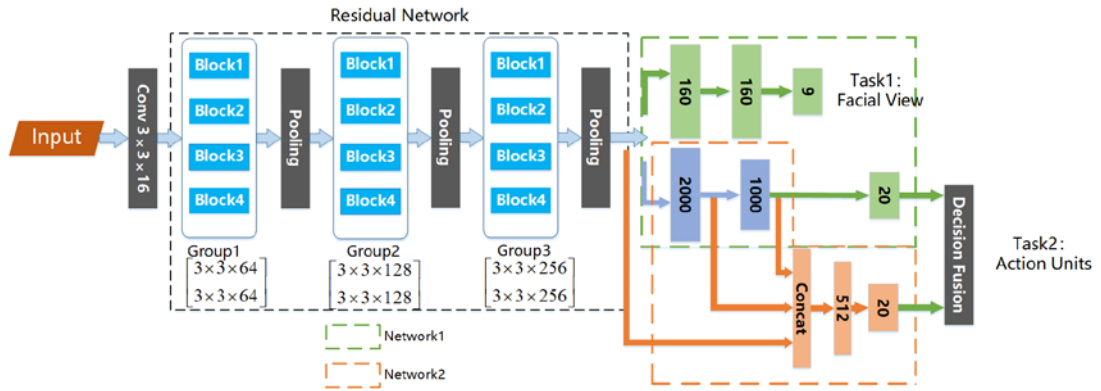 Residual Network
Input
Conv 3 × 3 × 16
Block1
Block2
Block3
Block4
Group1
[3×3×64
3×3×64]
Pooling
Block1
Block2
Block3
Block4
Group2
[3×3×128
3×3×128]
Pooling
Block1
Block2
Block3
Block4
Group3
[3×3×256
3×3×256]
Pooling
160
160
9
Task1:
Facial View
2000
1000
20
Concat
512
20
Decision Fusion
Task2:
Action Units
Network1
Network2